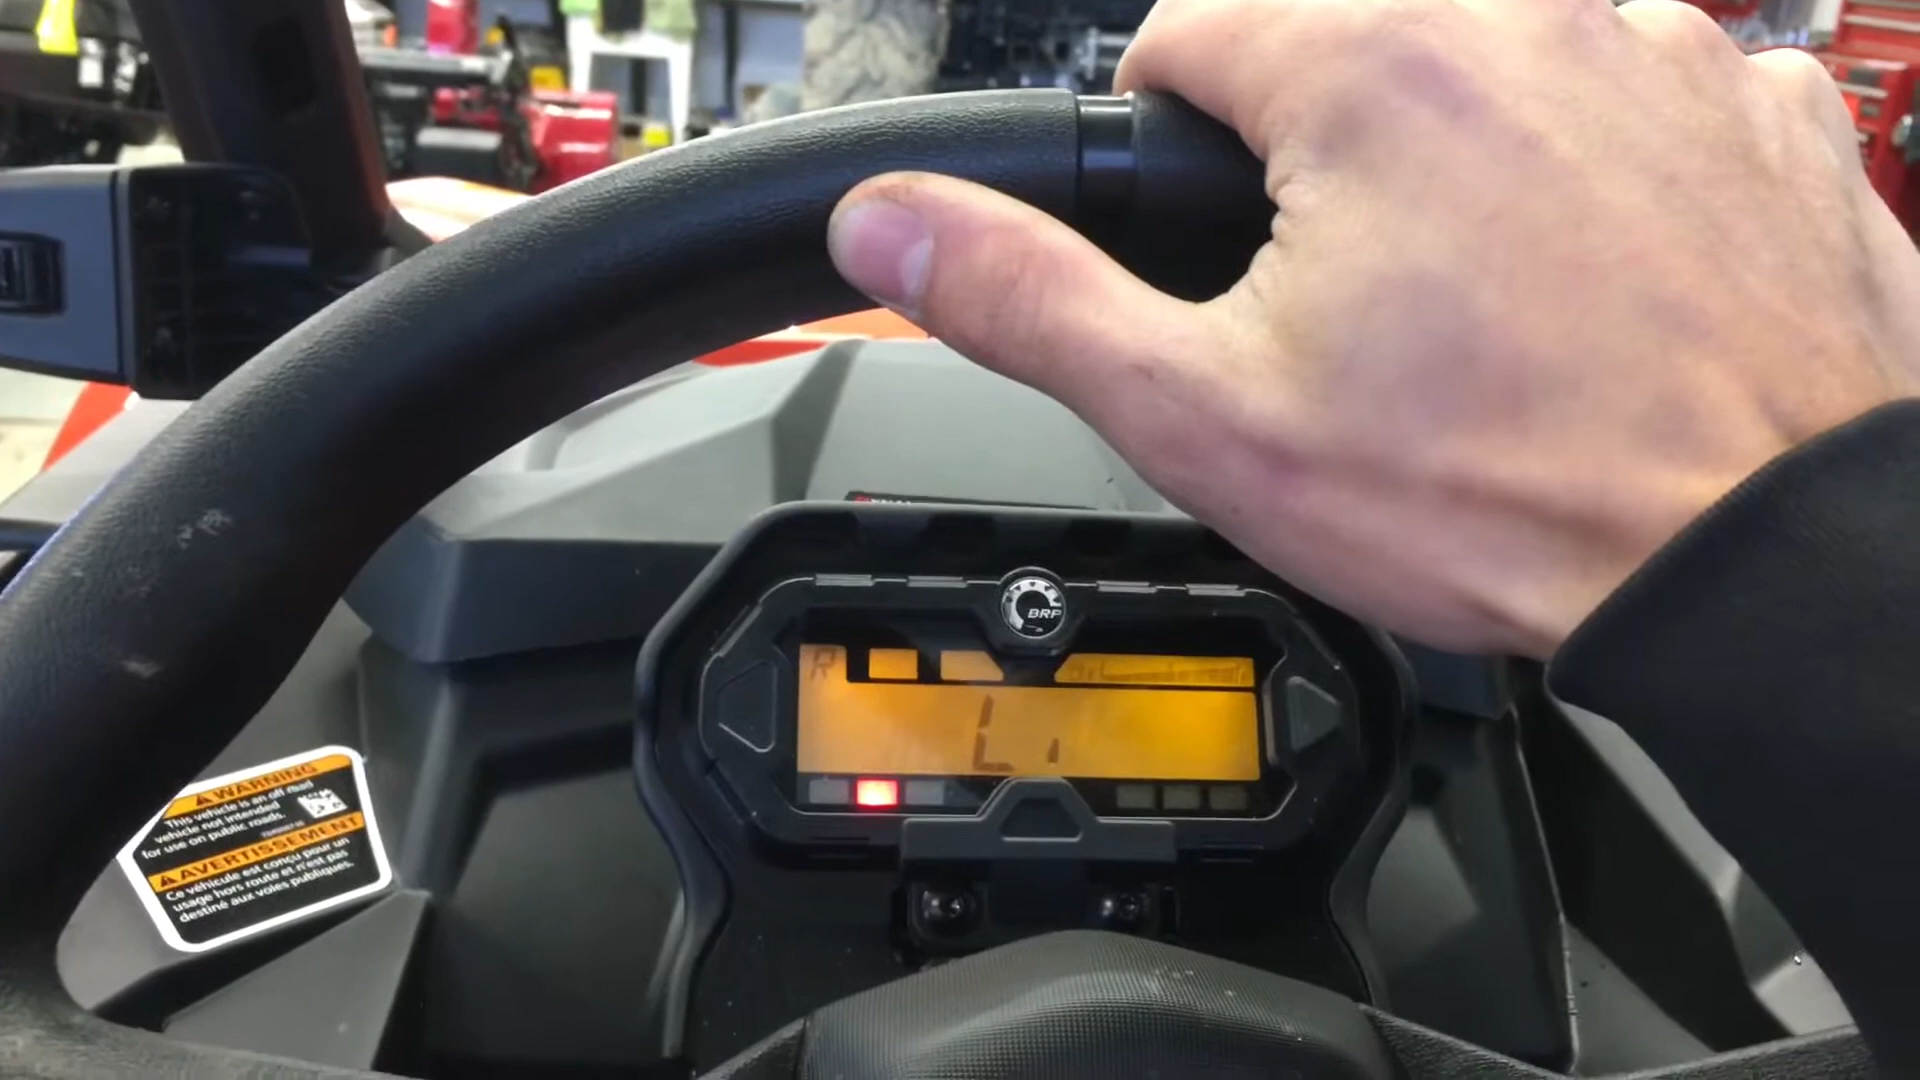 BRP
R
L
WARNING
This vehicle is an off road
vehicle not intended
for use on public roads.
AVERTISSEMENT
Ce véhicule est conçu pour un
usage hors route et n'est pas
destiné aux voies publiques.